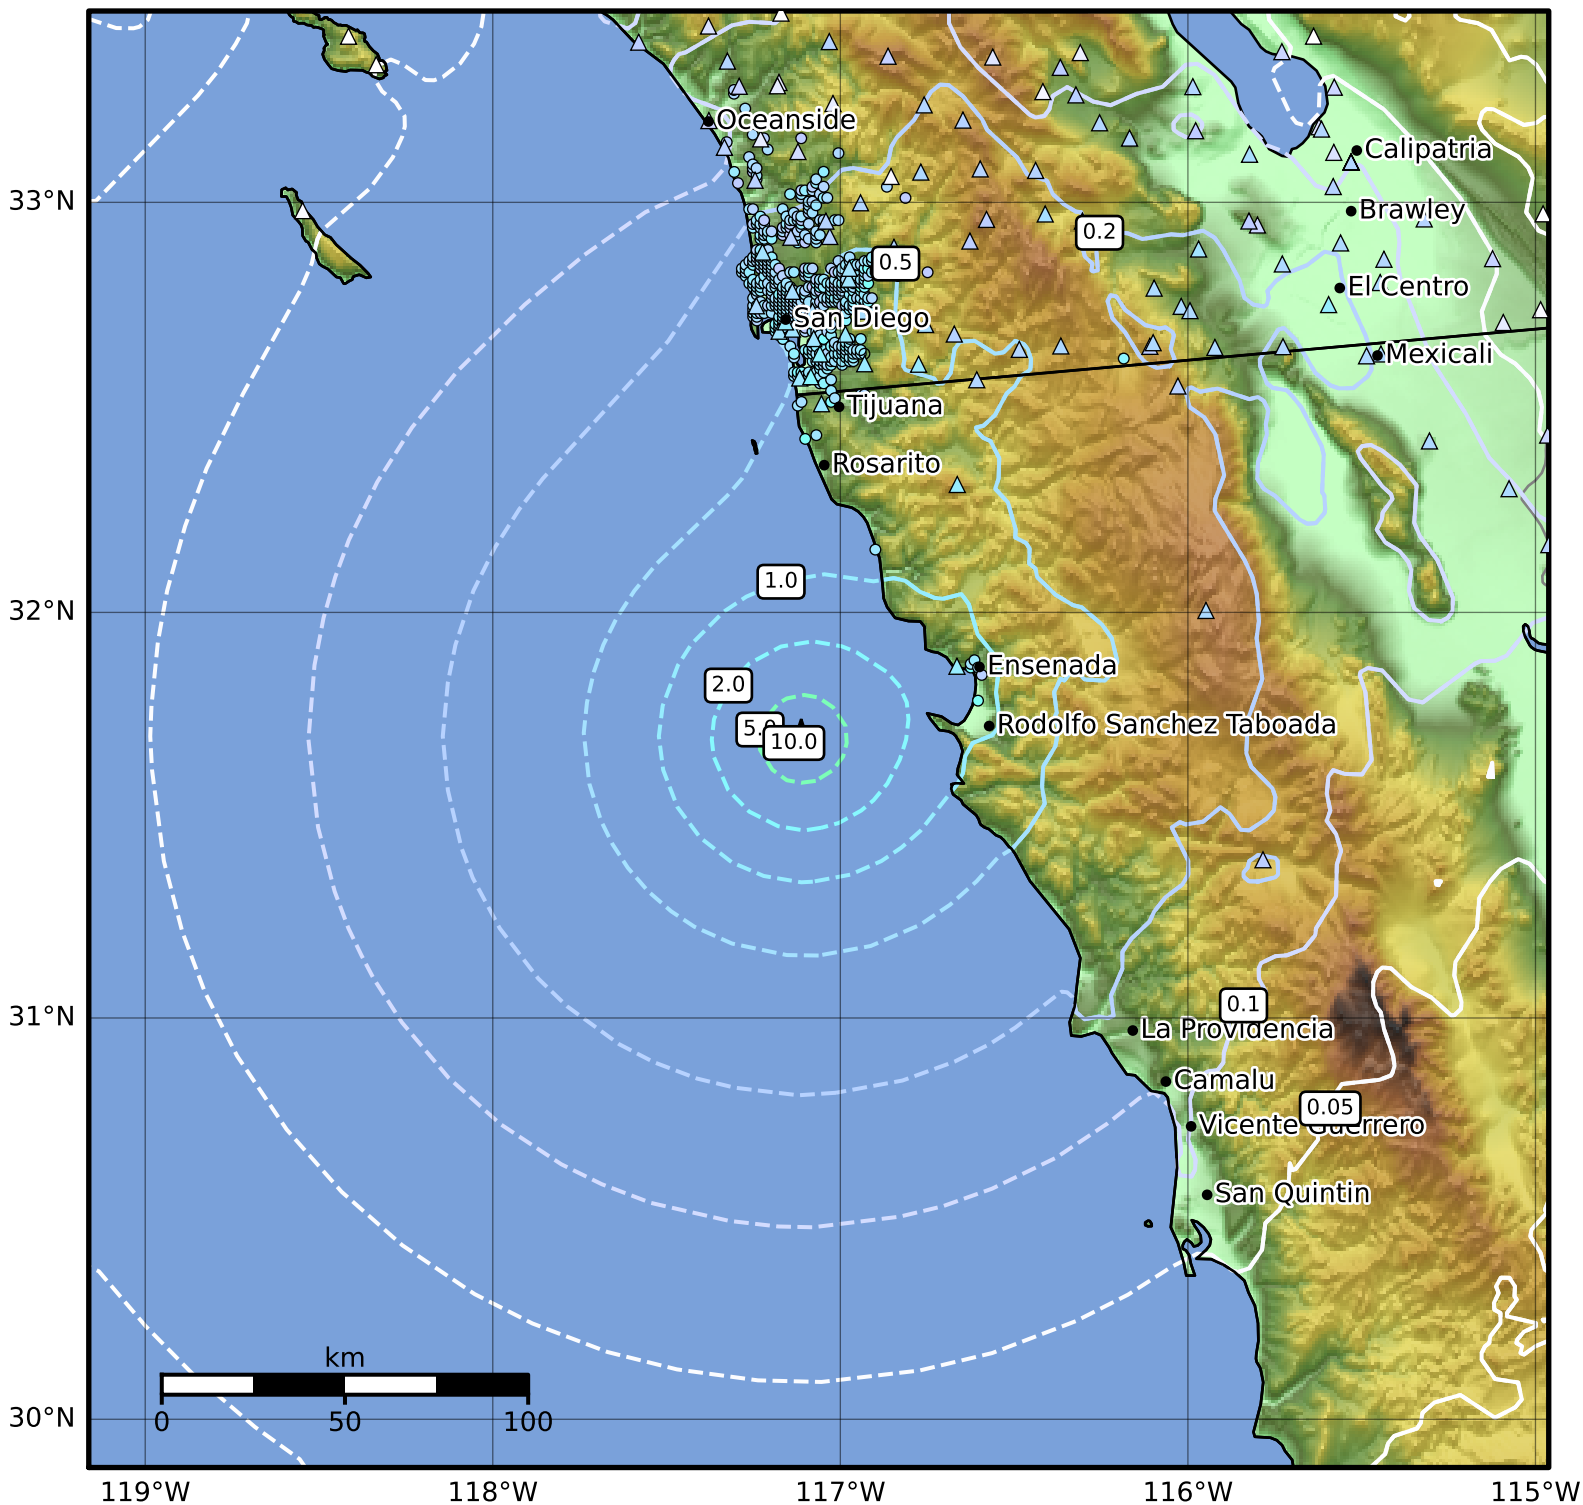 Oceanside
Calipatria
33°N
Brawley
0.2
0.5
El Centro
San Diego
Mexicali
Tijuana
Rosarito
1.0
32°N
Ensenada
2.0
Rodolfo Sanchez Taboada
10.0
0.1
31°N
La Providencia
Camalu
0.05
Vicente Guerrero
San Quintin
km
0 50 100
30°N
119°W 118°W 117°W 116°W 115°W